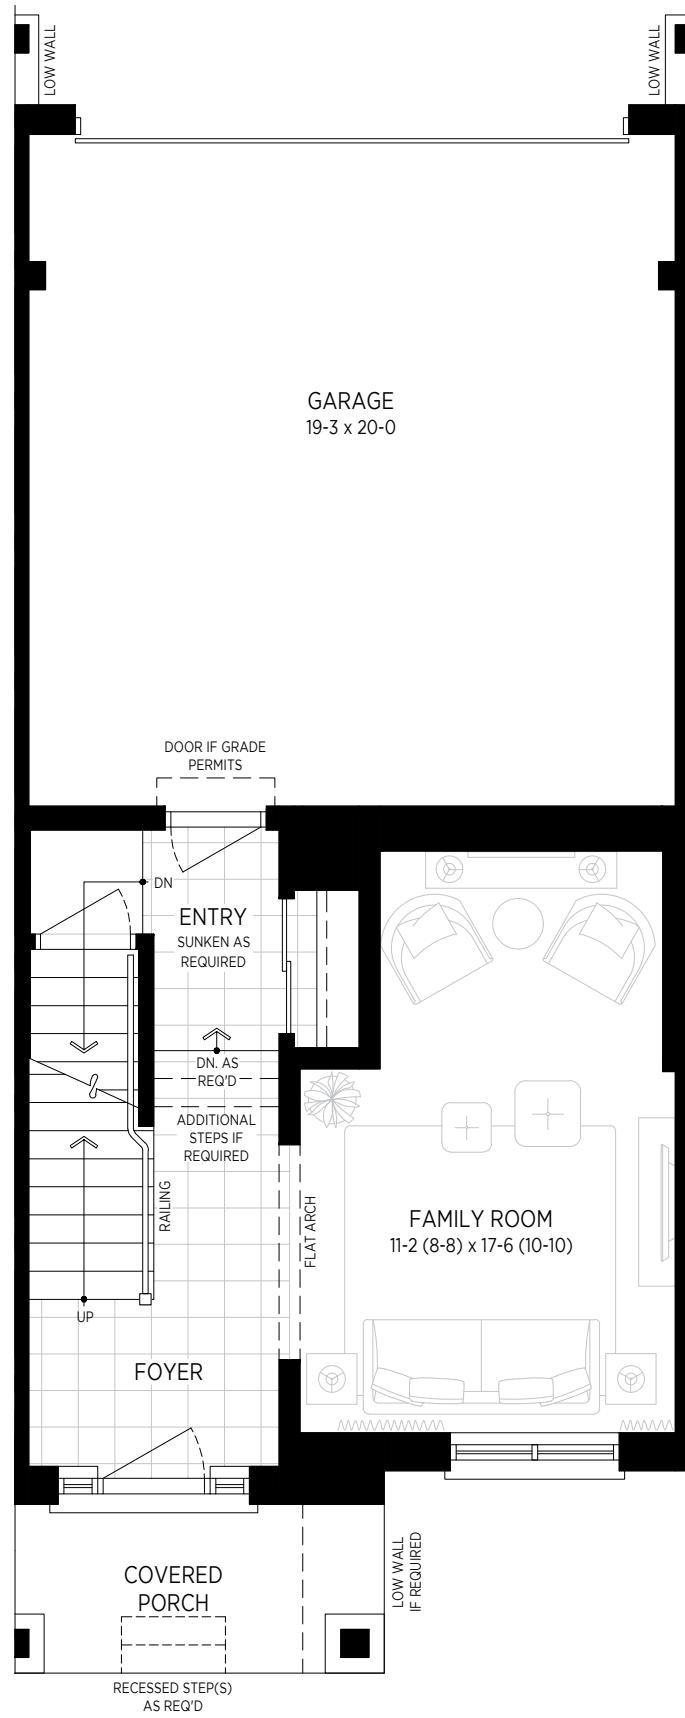 LOW WALL
LOW WALL
GARAGE
19-3 x 20-0
DOOR IF GRADE
PERMITS
DN
ENTRY
SUNKEN AS
REQUIRED
DN. AS
REQ'D
ADDITIONAL
STEPS IF
REQUIRED
RAILING
FLAT ARCH
FAMILY ROOM
11-2 (8-8) x 17-6 (10-10)
UP
FOYER
COVERED
PORCH
LOW WALL
IF REQUIRED
RECESSED STEP(S)
AS REQ'D